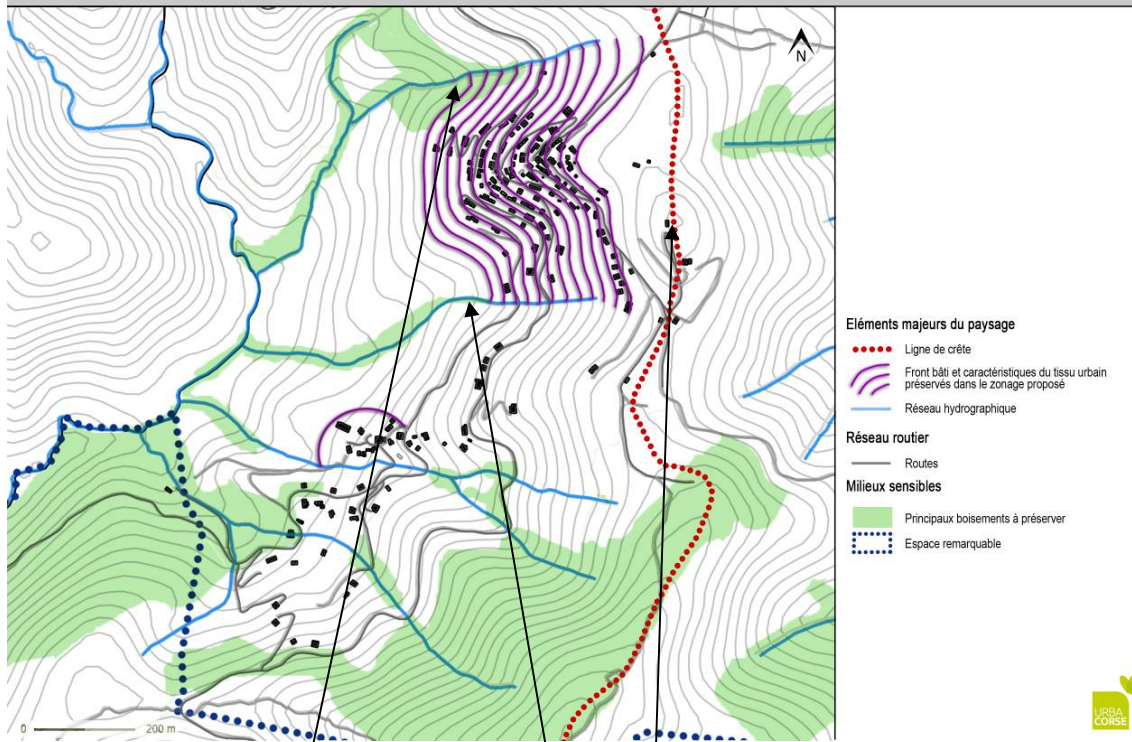 N
Eléments majeurs du paysage
Ligne de crête
Front bâti et caractéristiques du tissu urbain
préservés dans le zonage proposé
Réseau hydrographique
Réseau routier
Routes
Milieux sensibles
Principaux boisements à préserver
Espace remarquable
0 200 m
URBA
CORSE